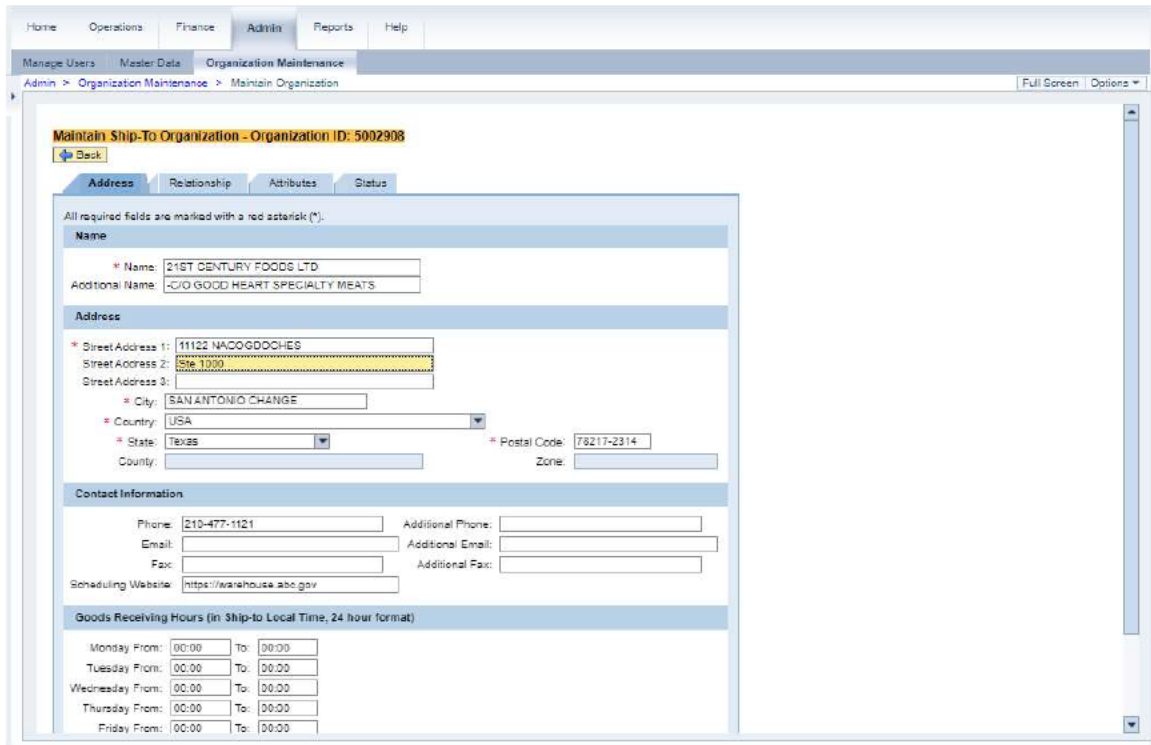 Home Operations Finance Admin Reports Help
Manage Users Master Data Organization Maintenance
Admin > Organization Maintenance > Maintain Organization Full Screen Options
Maintain Ship-To Organization - Organization ID: 5002908
Back
Address Relationship Attributes Status
All required fields are marked with a red asterisk (*).
Name
* Name: 21ST CENTURY FOODS LTD
Additional Name: -C/O GOOD HEART SPECIALTY MEATS
Address
* Street Address 1: 11122 NACOGDOCHES
Street Address 2: Ste 1000
Street Address 3:
* City: SAN ANTONIO CHANGE
* Country: USA
* State: Texas * Postal Code: 78217-2314
County: Zone:
Contact Information
Phone: 210-477-1121 Additional Phone:
Email: Additional Email:
Fax: Additional Fax:
Scheduling Website: https://warehouse.abc.gov
Goods Receiving Hours (in Ship-to Local Time, 24 hour format)
Monday From: 00:00 To: 00:00
Tuesday From: 00:00 To: 00:00
Wednesday From: 00:00 To: 00:00
Thursday From: 00:00 To: 00:00
Friday From: 00:00 To: 00:00